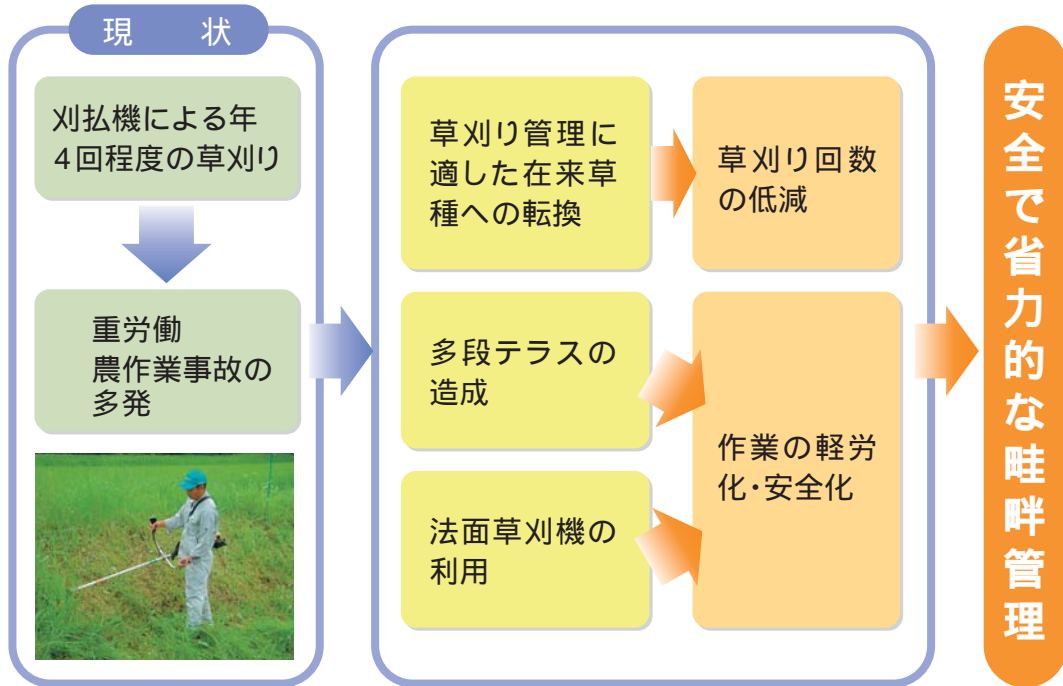 現　状
刈払機による年
４回程度の草刈り
重労働
農作業事故の
多発
草刈り管理に
適した在来草
種への転換
草刈り回数
の低減
多段テラスの
造成
法面草刈機の
利用
作業の軽労
化・安全化
安全で省力的な畦畔管理